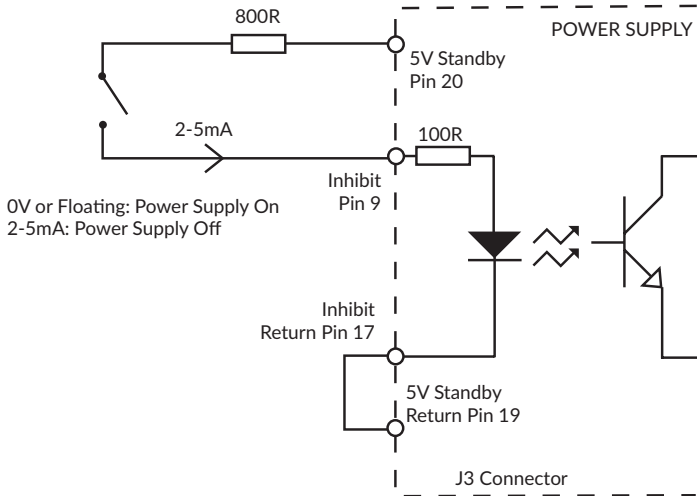 800R
POWER SUPPLY
5V Standby
Pin 20
2-5mA
100R
Inhibit
Pin 9
0V or Floating: Power Supply On
2-5mA: Power Supply Off
Inhibit
Return Pin 17
5V Standby
Return Pin 19
J3 Connector